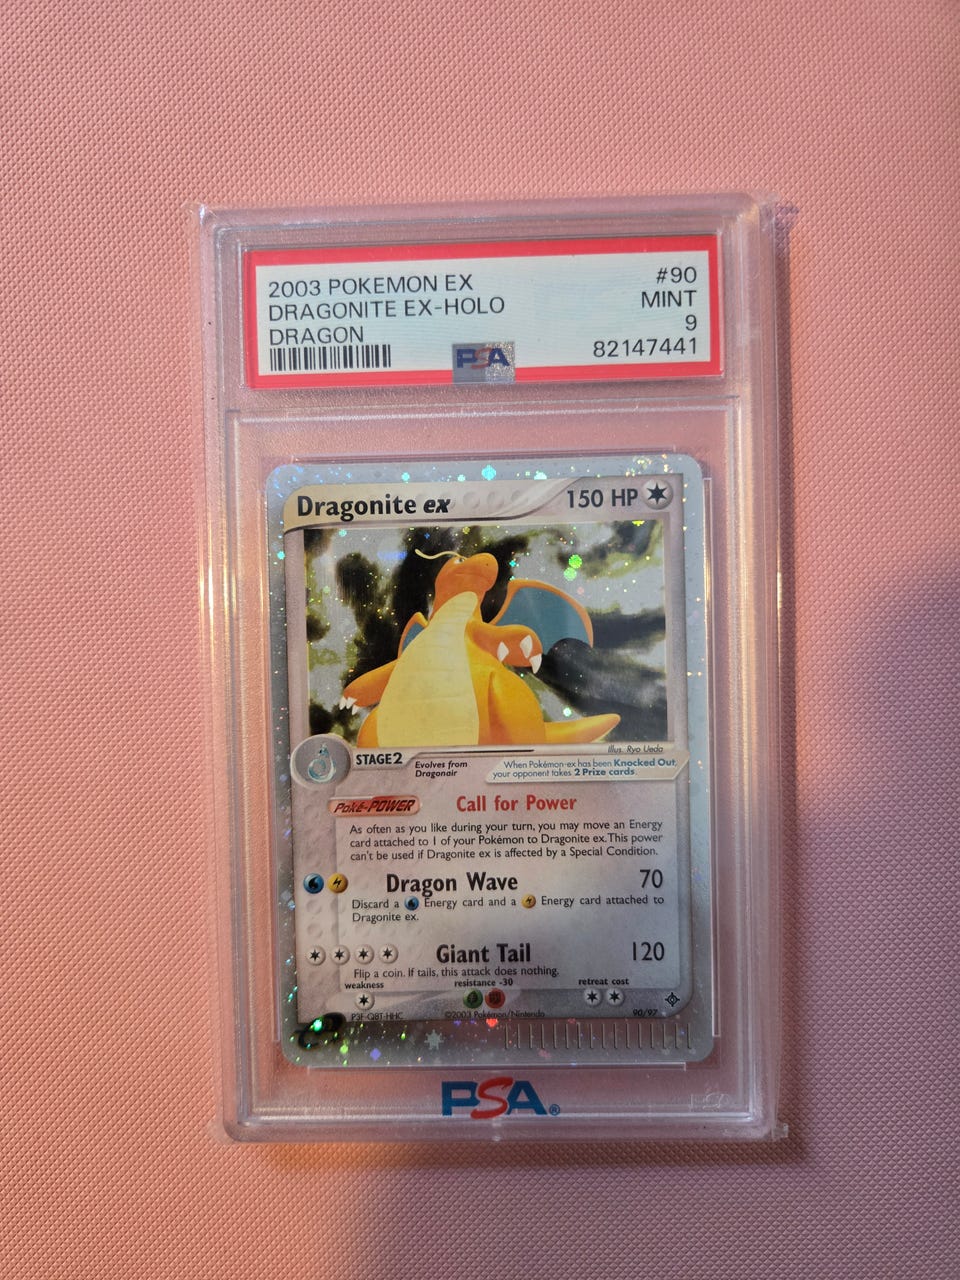 2003 POKEMON EX #90
DRAGONITE EX-HOLO MINT
DRAGON 9
82147441
PSA
Dragonite ex 150 HP
Illus. Ryo Ueda
STAGE2
Evolves from
Dragonair
When Pokémon-ex has been Knocked Out,
your opponent takes 2 Prize cards.
Poké-POWER Call for Power
As often as you like during your turn, you may move an Energy
card attached to 1 of your Pokémon to Dragonite ex. This power
can't be used if Dragonite ex is affected by a Special Condition.
Dragon Wave 70
Discard a Energy card and a Energy card attached to
Dragonite ex.
Giant Tail 120
Flip a coin. If tails, this attack does nothing.
weakness resistance -30 retreat cost
P3F-Q8T-HHC ©2003 Pokémon/Nintendo 90/97
PSA®